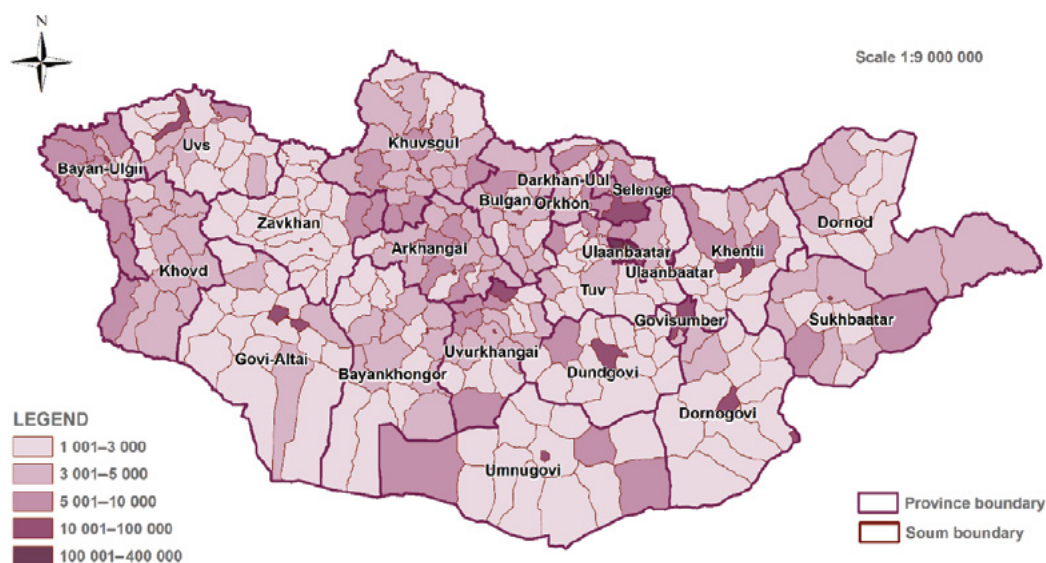 N
Scale 1:9 000 000
Khuvsgul
Uvs
Bayan-Ulgii
Darkhan-Uul
Selenge
Bulgan
Orkhon
Zavkhan
Dornod
Arkhangai
Ulaanbaatar
Khentii
Khovd
Ulaanbaatar
Tuv
Govisumber
Sukhbaatar
Govi-Altai
Uvurkhangai
Bayankhongor
Dundgovi
Dornogovi
Umnugovi
LEGEND
1 001–3 000
3 001–5 000
5 001–10 000
10 001–100 000
100 001–400 000
Province boundary
Soum boundary